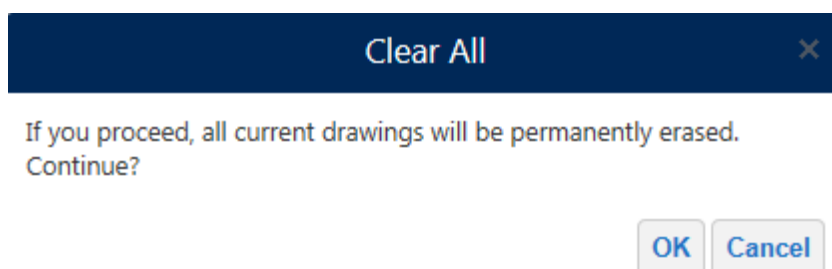 Clear All
If you proceed, all current drawings will be permanently erased.
Continue?
OK Cancel